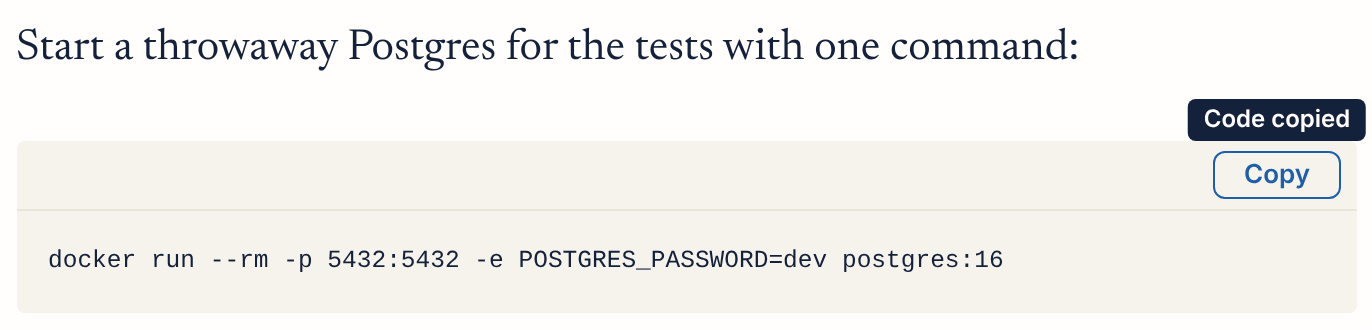 Start a throwaway Postgres for the tests with one command:
Code copied
Copy
docker run --rm -p 5432:5432 -e POSTGRES_PASSWORD=dev postgres:16